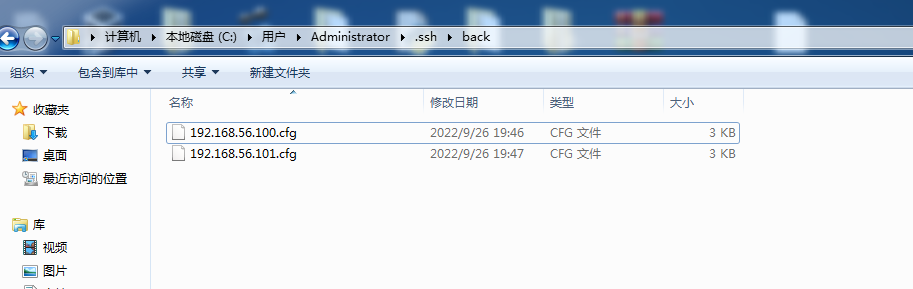 计算机 本地磁盘 (C:) 用户 Administrator .ssh back
组织 包含到库中 共享 新建文件夹
收藏夹
下载
桌面
最近访问的位置
库
视频
图片
名称 修改日期 类型 大小
192.168.56.100.cfg 2022/9/26 19:46 CFG 文件 3 KB
192.168.56.101.cfg 2022/9/26 19:47 CFG 文件 3 KB